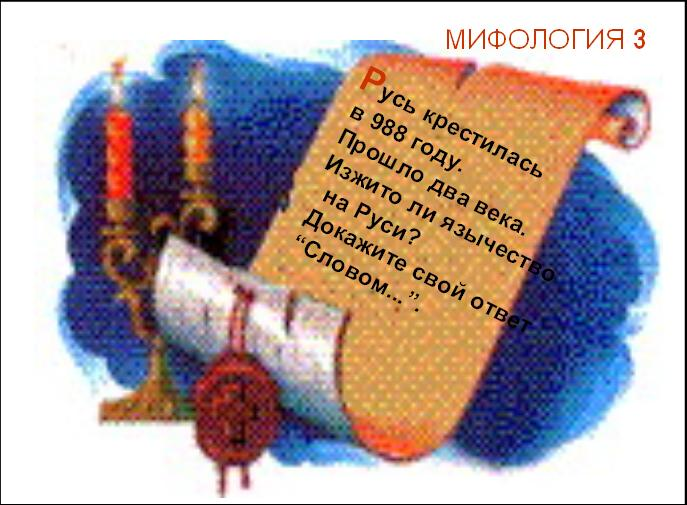 МИФОЛОГИЯ 3
Русь крестилась
в 988 году.
Прошло два века.
Изжито ли язычество
на Руси?
Докажите свой ответ
“Словом... ”.